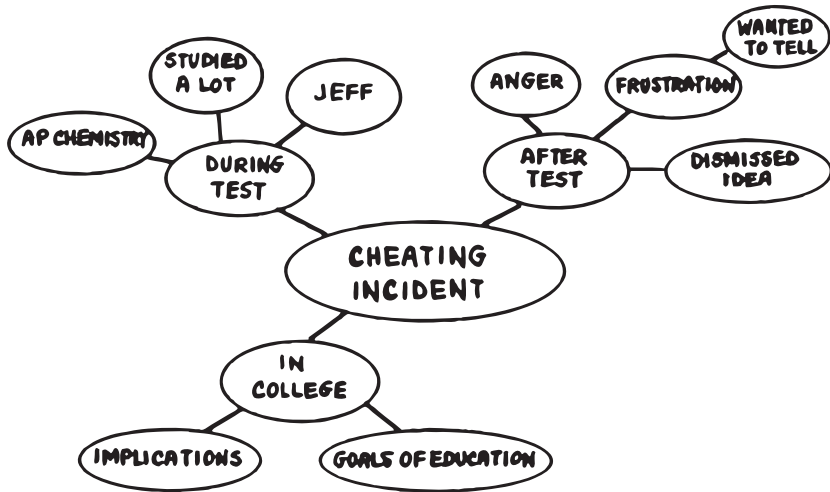 WANTED
TO TELL
STUDIED
A LOT
JEFF
ANGER
FRUSTRATION
AP CHEMISTRY
DURING
TEST
AFTER
TEST
DISMISSED
IDEA
CHEATING
INCIDENT
IN
COLLEGE
IMPLICATIONS
GOALS OF EDUCATION